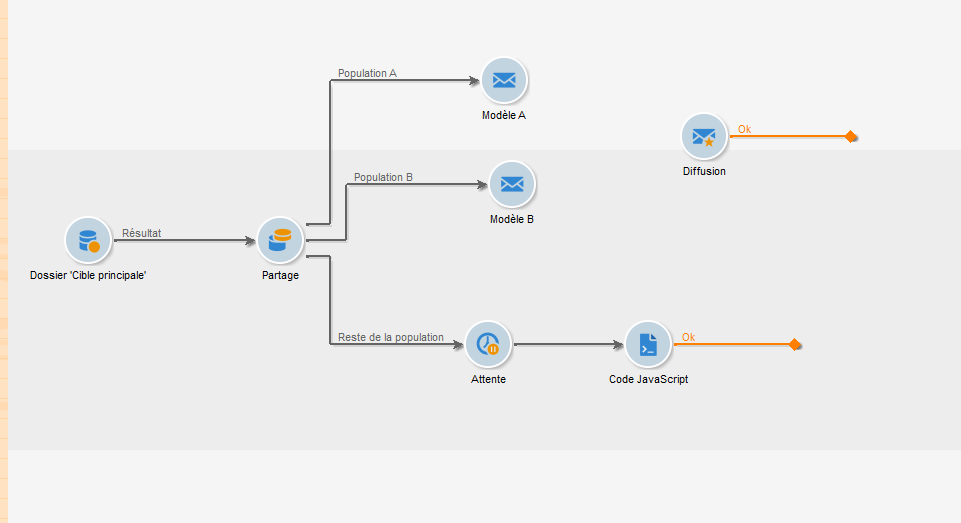 Population A
Modèle A
Ok
Diffusion
Population B
Modèle B
Résultat
Dossier 'Cible principale'
Partage
Reste de la population
Attente
Ok
Code JavaScript